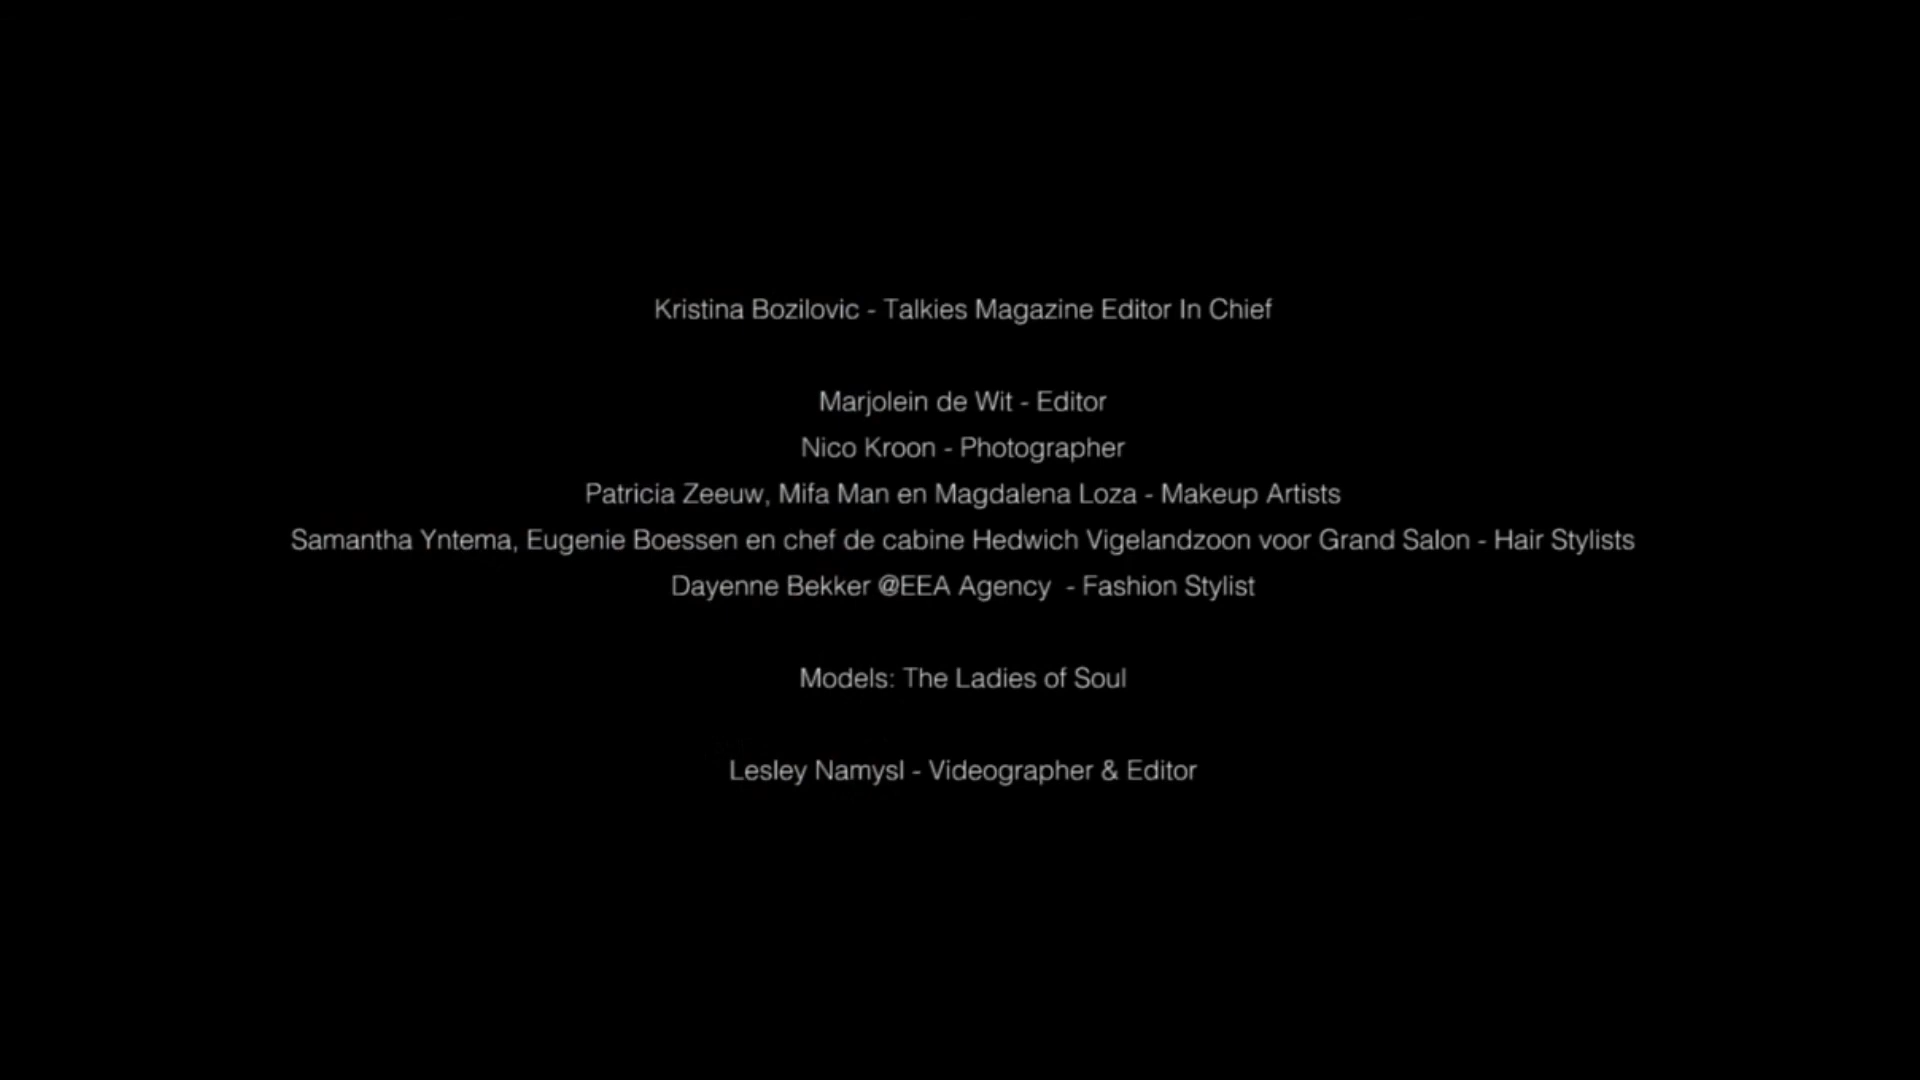 Kristina Bozilovic - Talkies Magazine Editor In Chief
Marjolein de Wit - Editor
Nico Kroon - Photographer
Patricia Zeeuw, Mifa Man en Magdalena Loza - Makeup Artists
Samantha Yntema, Eugenie Boessen en chef de cabine Hedwich Vigelandzoon voor Grand Salon - Hair Stylists
Dayenne Bekker @EEA Agency  - Fashion Stylist
Models: The Ladies of Soul
Lesley Namysl - Videographer & Editor